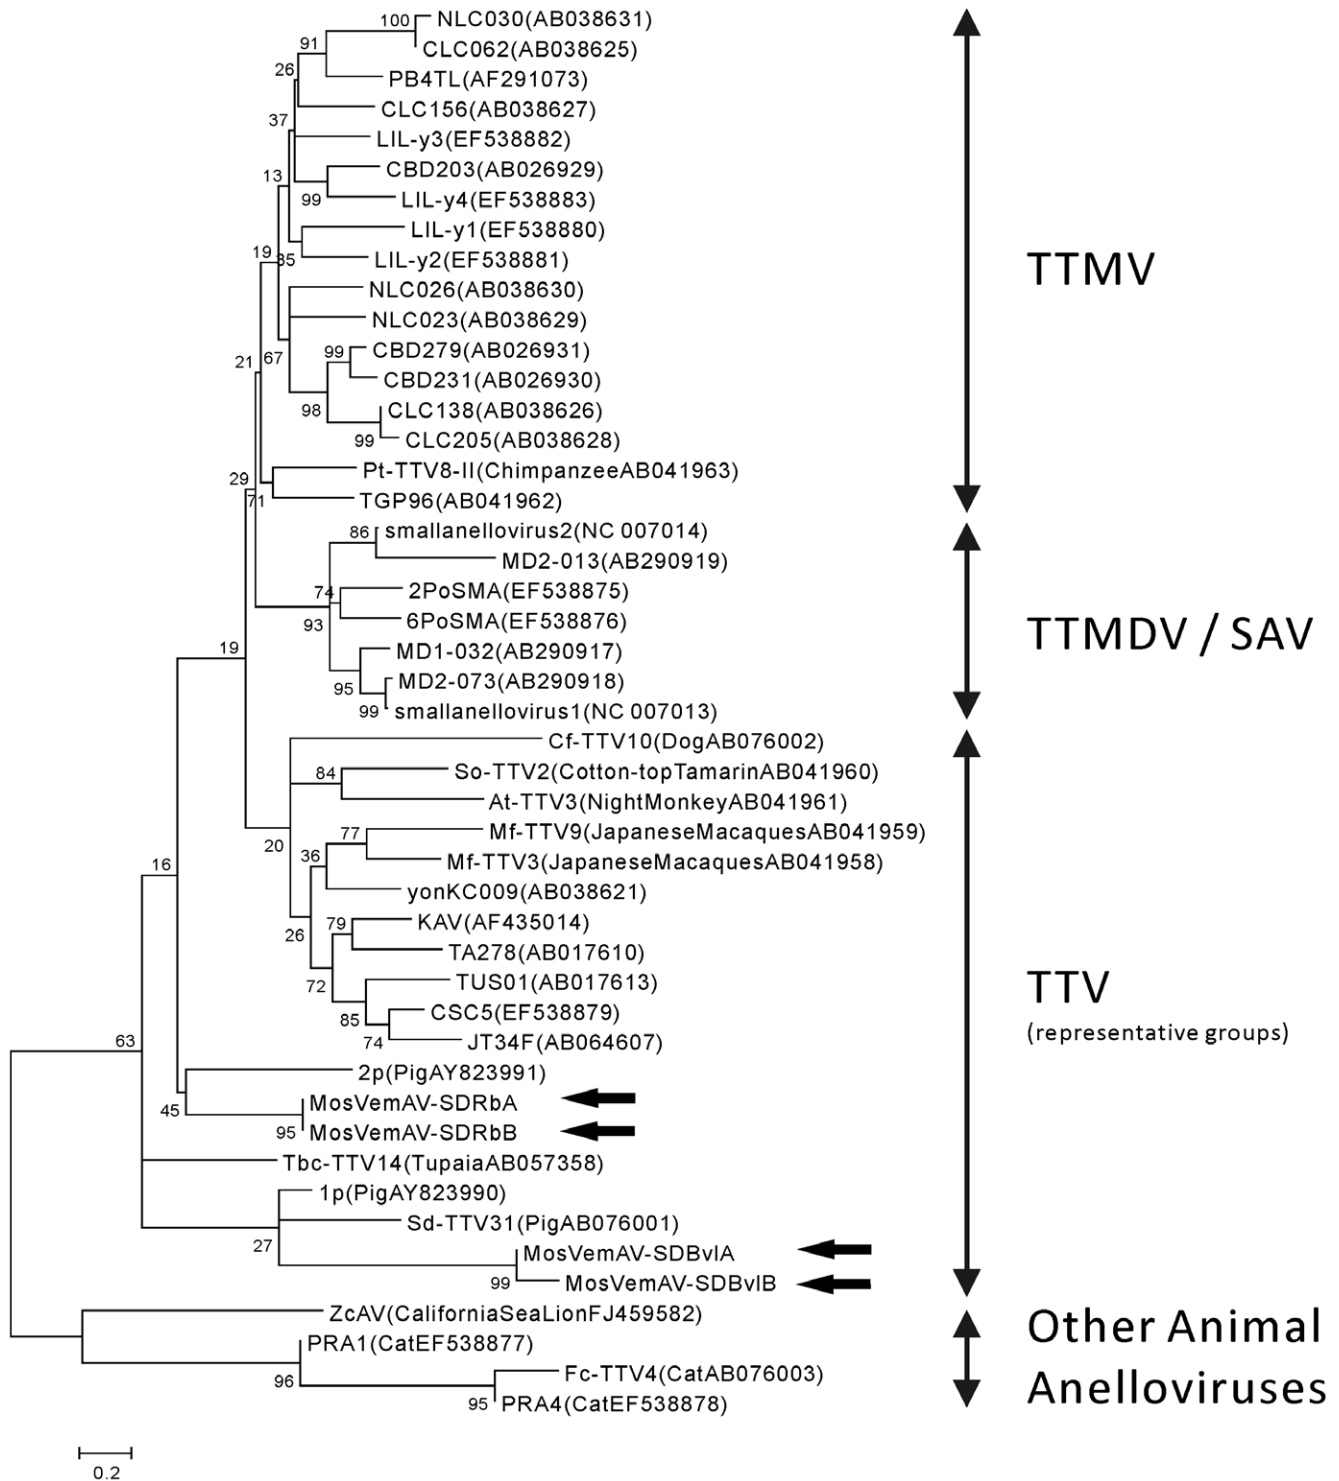 100
NLC030(AB038631)
CLC062(AB038625)
91
PB4TL(AF291073)
26
CLC156(AB038627)
37
LIL-y3(EF538882)
CBD203(AB026929)
13
99
LIL-y4(EF538883)
LIL-y1(EF538880)
19
35
LIL-y2(EF538881)
TTMV
NLC026(AB038630)
NLC023(AB038629)
21
67
99
CBD279(AB026931)
CBD231(AB026930)
98
CLC138(AB038626)
99
CLC205(AB038628)
29
Pt-TTV8-II(ChimpanzeeAB041963)
71
TGP96(AB041962)
86
smallanellovirus2(NC 007014)
MD2-013(AB290919)
74
2PoSMA(EF538875)
93
6PoSMA(EF538876)
TTMDV / SAV
19
MD1-032(AB290917)
95
MD2-073(AB290918)
99
smallanellovirus1(NC 007013)
Cf-TTV10(DogAB076002)
84
So-TTV2(Cotton-topTamarinAB041960)
At-TTV3(NightMonkeyAB041961)
20
77
Mf-TTV9(JapaneseMacaquesAB041959)
16
36
Mf-TTV3(JapaneseMacaquesAB041958)
yonKC009(AB038621)
26
79
KAV(AF435014)
TA278(AB017610)
72
TUS01(AB017613)
TTV
(representative groups)
85
CSC5(EF538879)
74
JT34F(AB064607)
63
2p(PigAY823991)
45
MosVemAV-SDRbA
95
MosVemAV-SDRbB
Tbc-TTV14(TupaiaAB057358)
1p(PigAY823990)
Sd-TTV31(PigAB076001)
27
MosVemAV-SDBvlA
99
MosVemAV-SDBvlB
ZcAV(CaliforniaSeaLionFJ459582)
PRA1(CatEF538877)
96
Fc-TTV4(CatAB076003)
95
PRA4(CatEF538878)
Other Animal
Anelloviruses
0.2